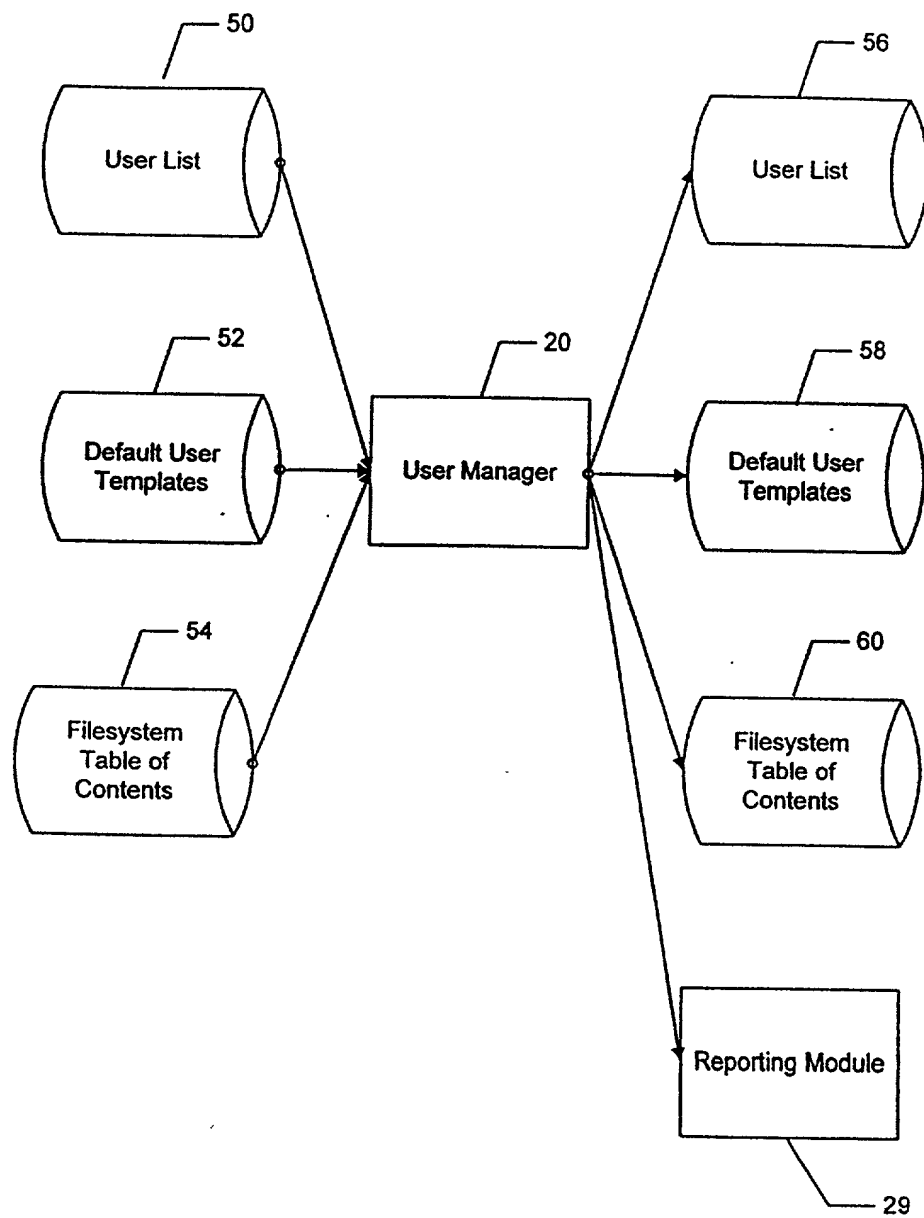 50
56
User List
User List
52
20
58
Default User
Templates
User Manager
Default User
Templates
54
60
Filesystem
Table of
Contents
Filesystem
Table of
Contents
Reporting Module
29